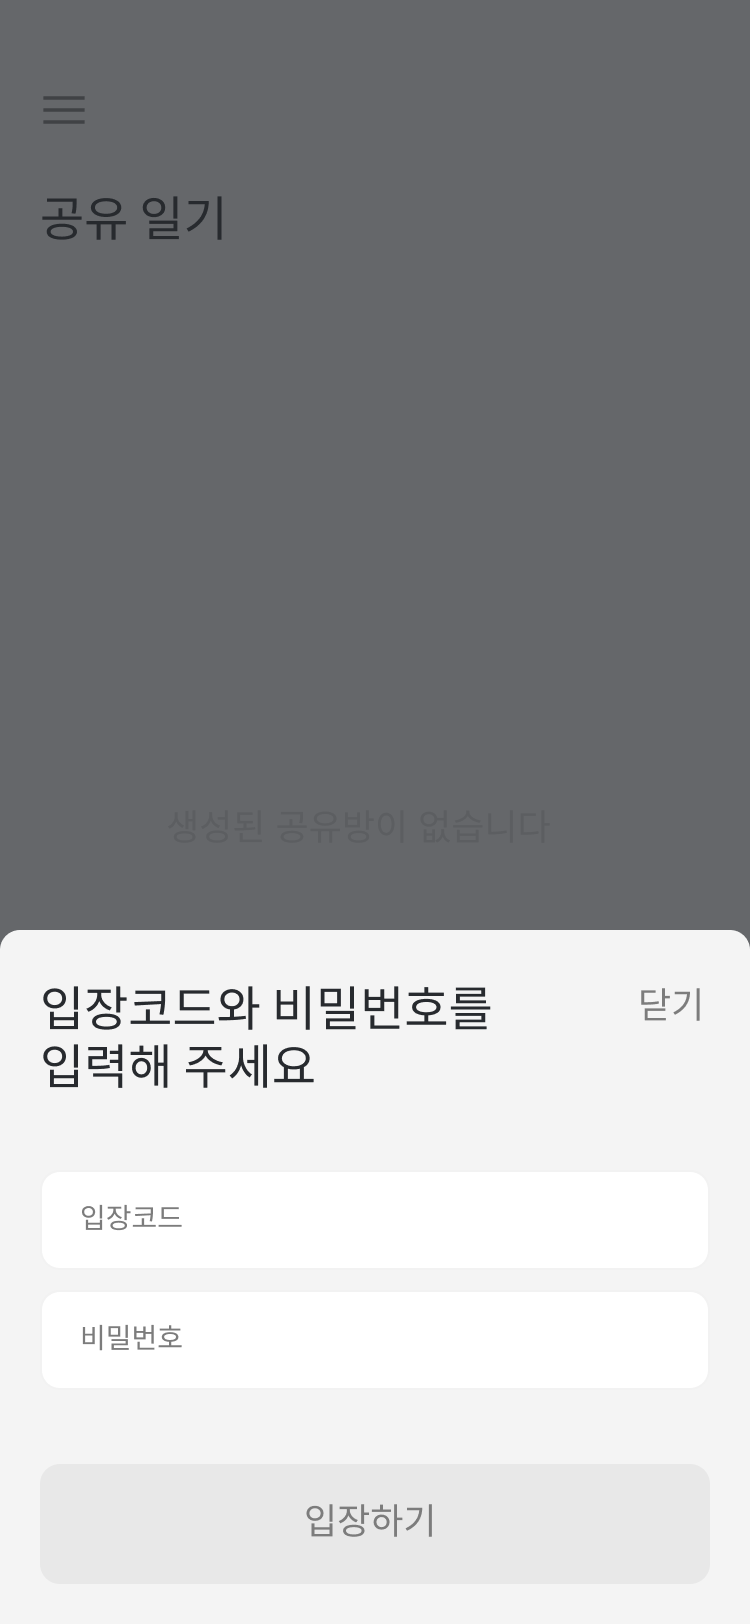 공유 일기
생성된 공유방이 없습니다
입장코드와 비밀번호를
입력해 주세요
닫기
입장코드
비밀번호
입장하기